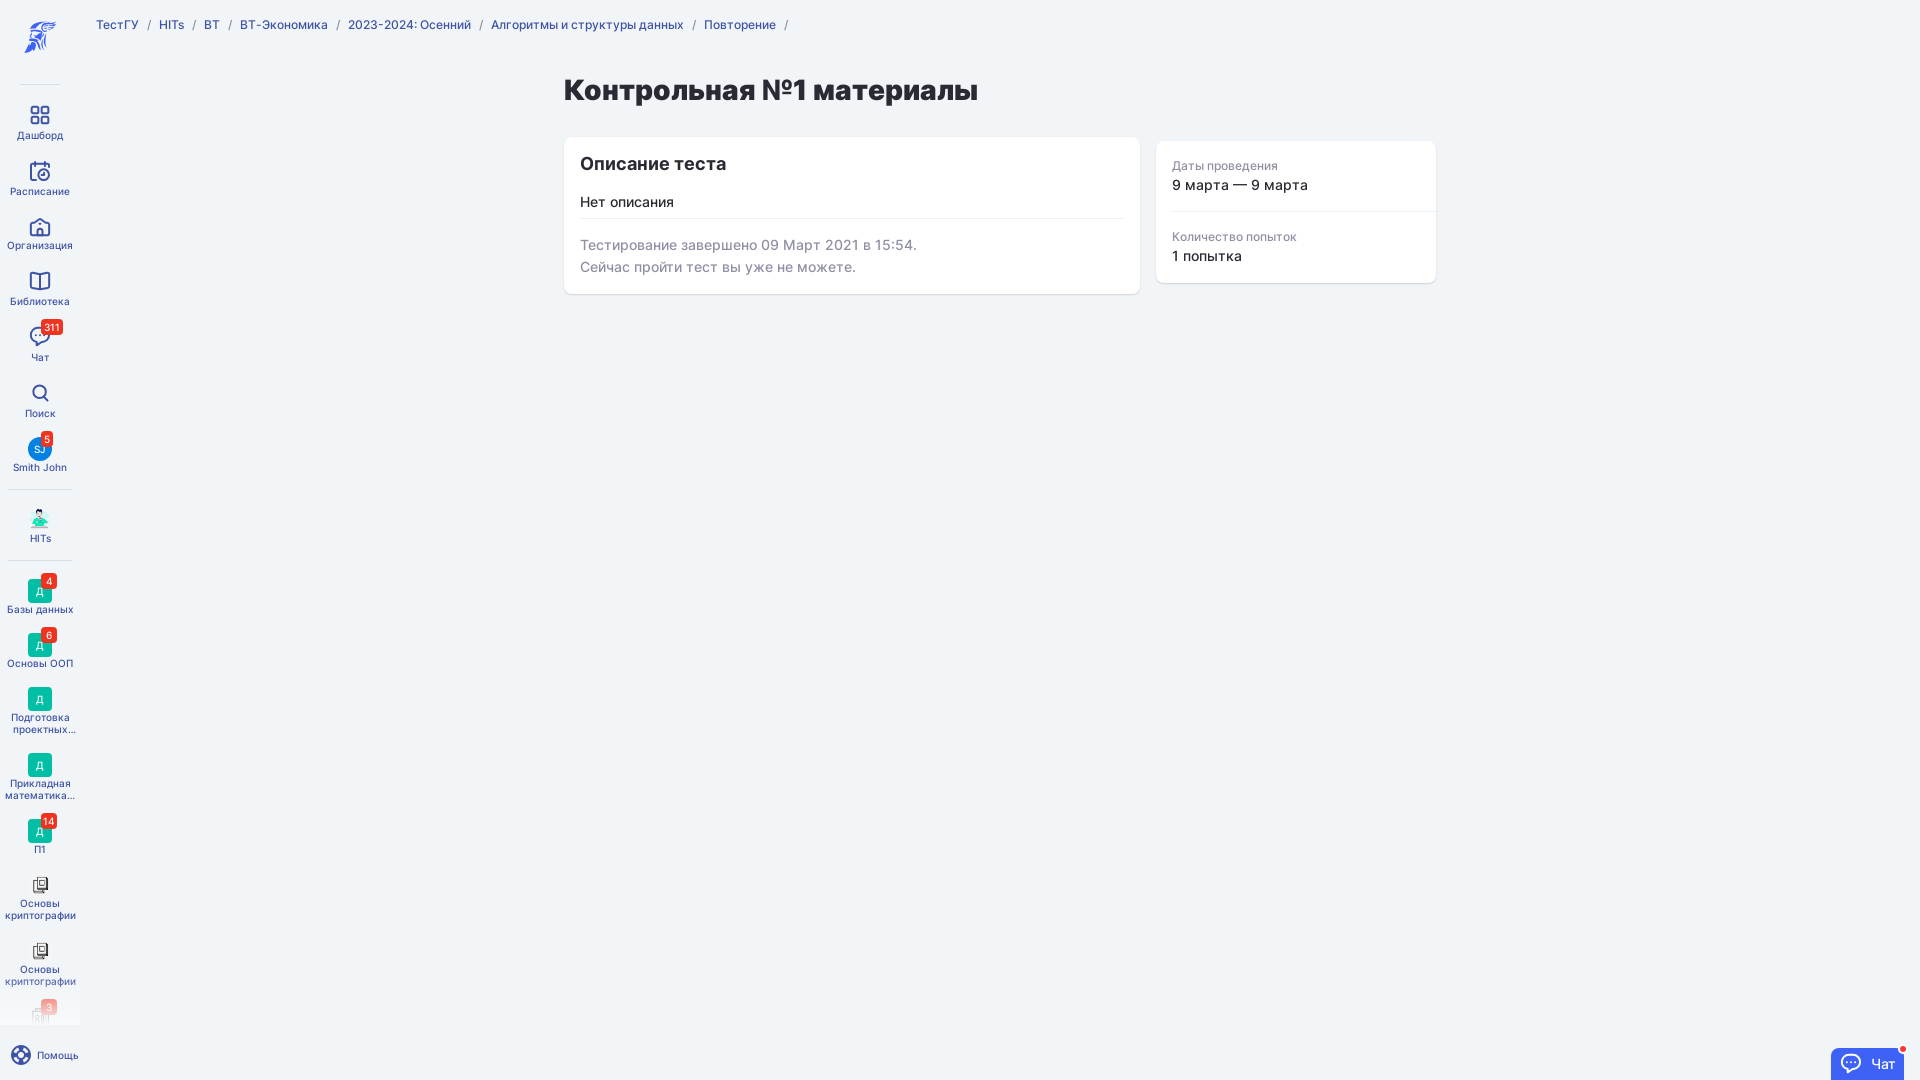 ТестГУ / HITs / ВТ / ВТ-Экономика / 2023-2024: Осенний / Алгоритмы и структуры данных / Повторение /
Контрольная №1 материалы
Описание теста
Нет описания
Тестирование завершено 09 Март 2021 в 15:54.
Сейчас пройти тест вы уже не можете.
Даты проведения
9 марта — 9 марта
Количество попыток
1 попытка
Дашборд
Расписание
Организация
Библиотека
311
Чат
Поиск
SJ
5
Smith John
HITs
Д
4
Базы данных
Д
6
Основы ООП
Д
Подготовка
проектных...
Д
Прикладная
математика...
Д
14
П1
Основы
криптографии
Основы
криптографии
3
Помощь
Чат